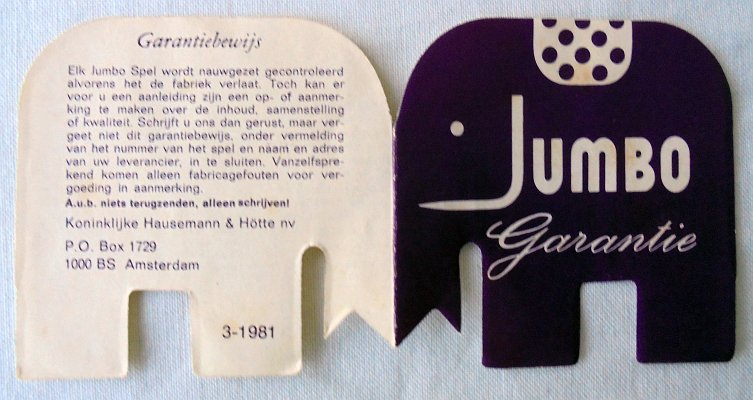 Garantiebewijs
Elk Jumbo Spel wordt nauwgezet gecontroleerd
alvorens het de fabriek verlaat. Toch kan er
voor u een aanleiding zijn een op- of aanmer-
king te maken over de inhoud, samenstelling
of kwaliteit. Schrijft u ons dan gerust, maar ver-
geet niet dit garantiebewijs, onder vermelding
van het nummer van het spel en naam en adres
van uw leverancier, in te sluiten. Vanzelfspre-
kend komen alleen fabricagefouten voor ver-
goeding in aanmerking.
A.u.b. niets terugzenden, alleen schrijven!
Koninklijke Hausemann & Hötte nv
P.O. Box 1729
1000 BS Amsterdam
3-1981
JUMBO
Garantie